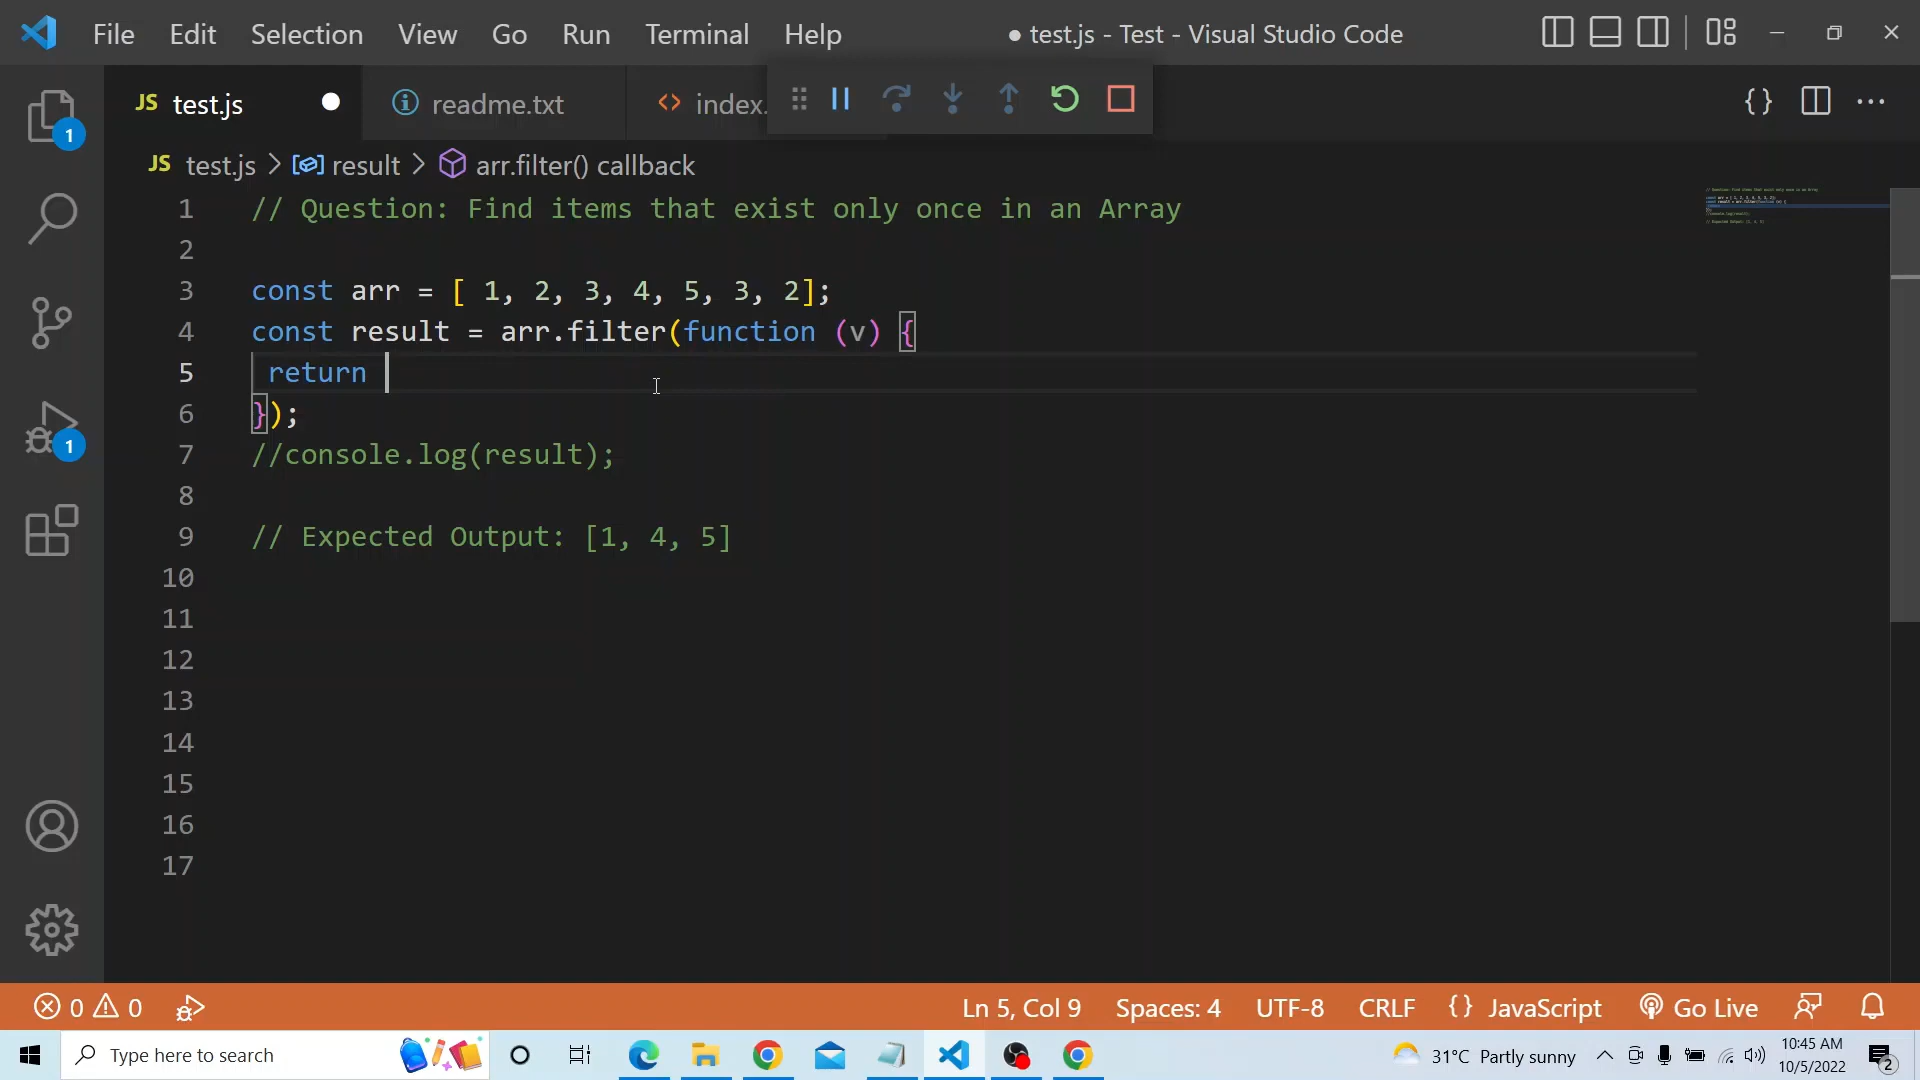 File Edit Selection View Go Run Terminal Help ● test.js - Test - Visual Studio Code
JS test.js readme.txt index.
JS test.js > result > arr.filter() callback
1 // Question: Find items that exist only once in an Array
2
3 const arr = [ 1, 2, 3, 4, 5, 3, 2];
4 const result = arr.filter(function (v) {
5 return
6 });
7 //console.log(result);
8
9 // Expected Output: [1, 4, 5]
10
11
12
13
14
15
16
17
1
1
0 0 Ln 5, Col 9 Spaces: 4 UTF-8 CRLF {} JavaScript Go Live
Type here to search 31°C Partly sunny 10:45 AM
10/5/2022 2